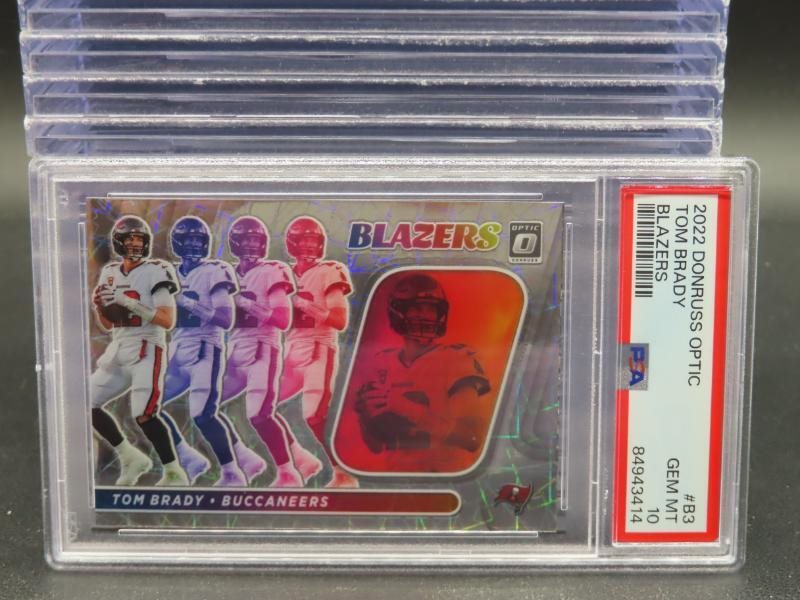 BLAZERS
OPTIC
DONRUSS
TOM BRADY • BUCCANEERS
2022 DONRUSS OPTIC #B3
TOM BRADY GEM MT
BLAZERS 10
PSA 84943414